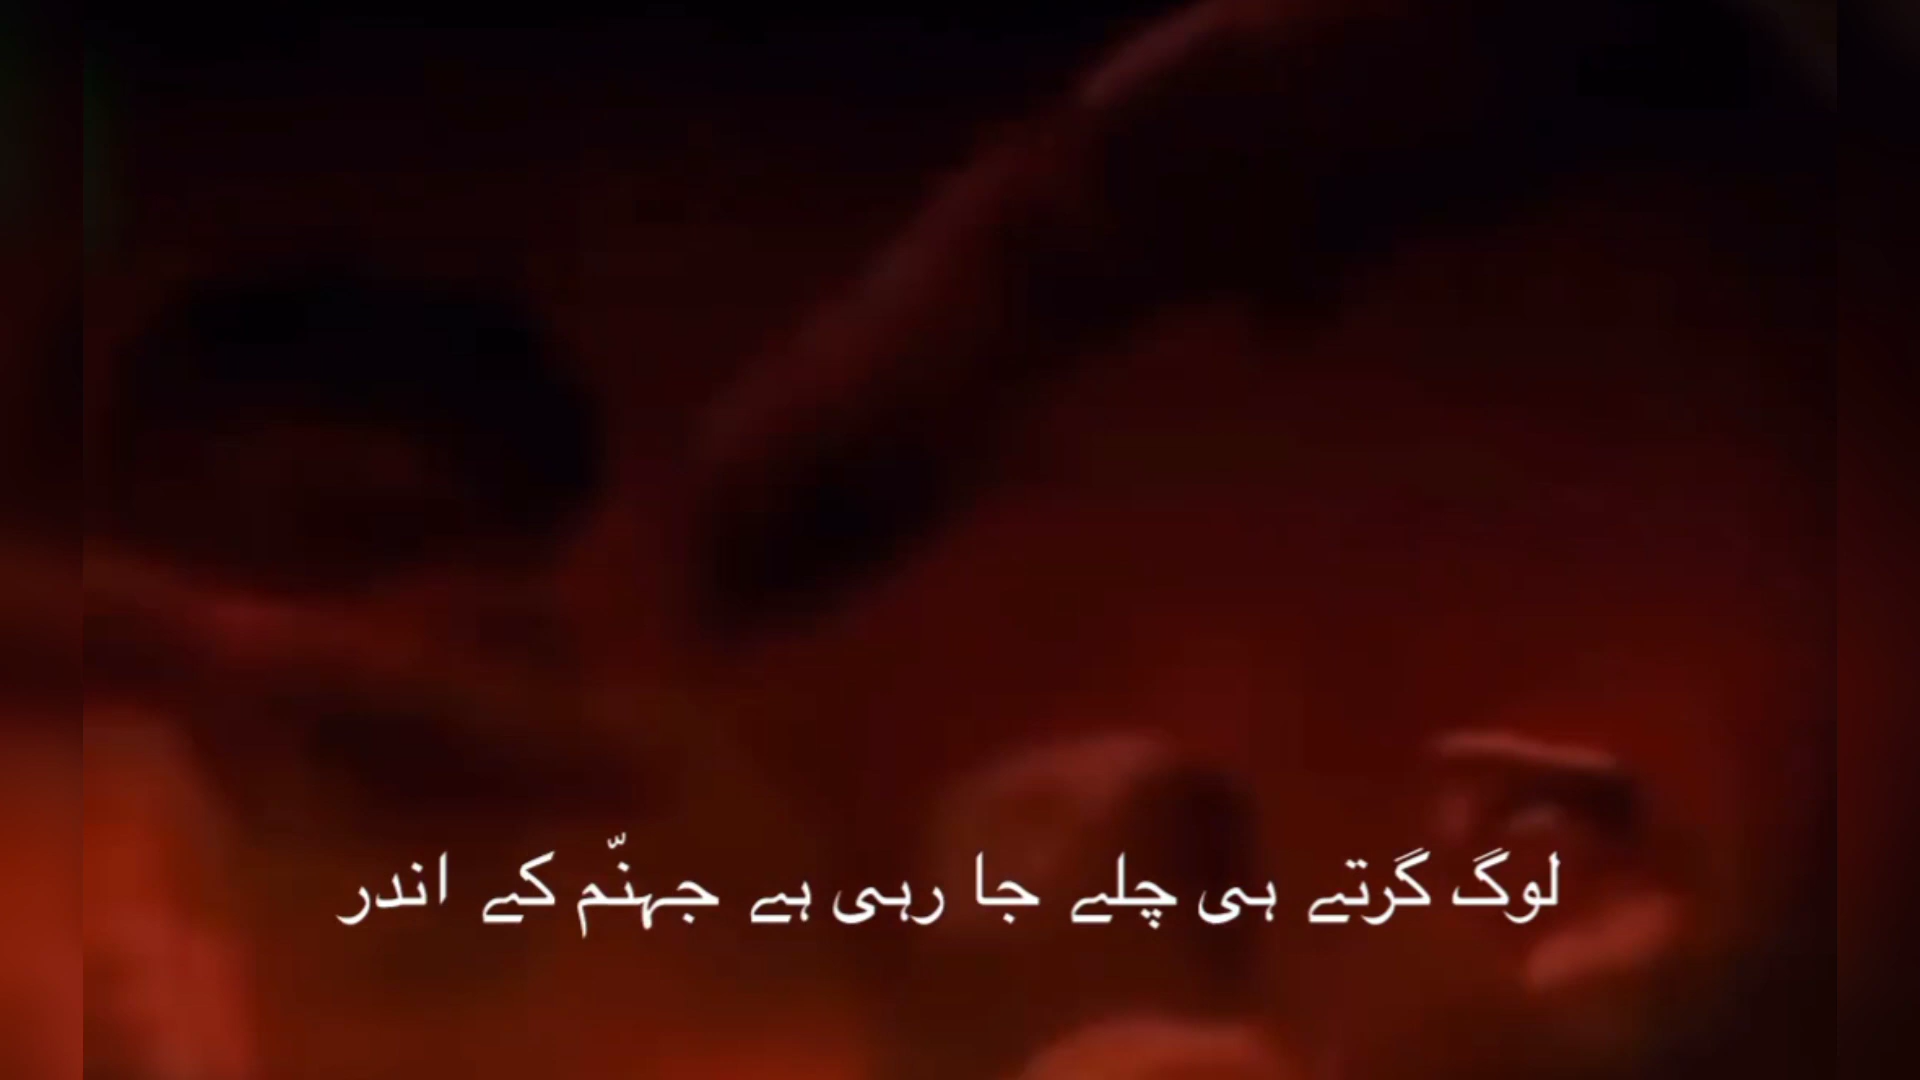 لوگ گرتے ہی چلے جا رہی ہے جہنّم کے اندر